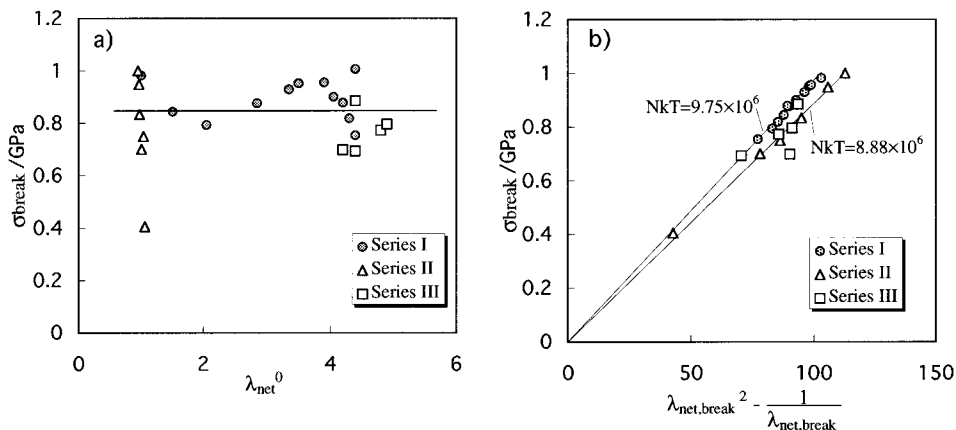 a)
1.2
1
0.8
0.6
0.4
0.2
0
σbreak /GPa
Series I
Series II
Series III
0 2 4 6
λnet⁰
b)
1.2
1
0.8
0.6
0.4
0.2
0
σbreak /GPa
NkT=9.75×10⁶
NkT=8.88×10⁶
Series I
Series II
Series III
0 50 100 150
λnet,break² - 1
λnet,break